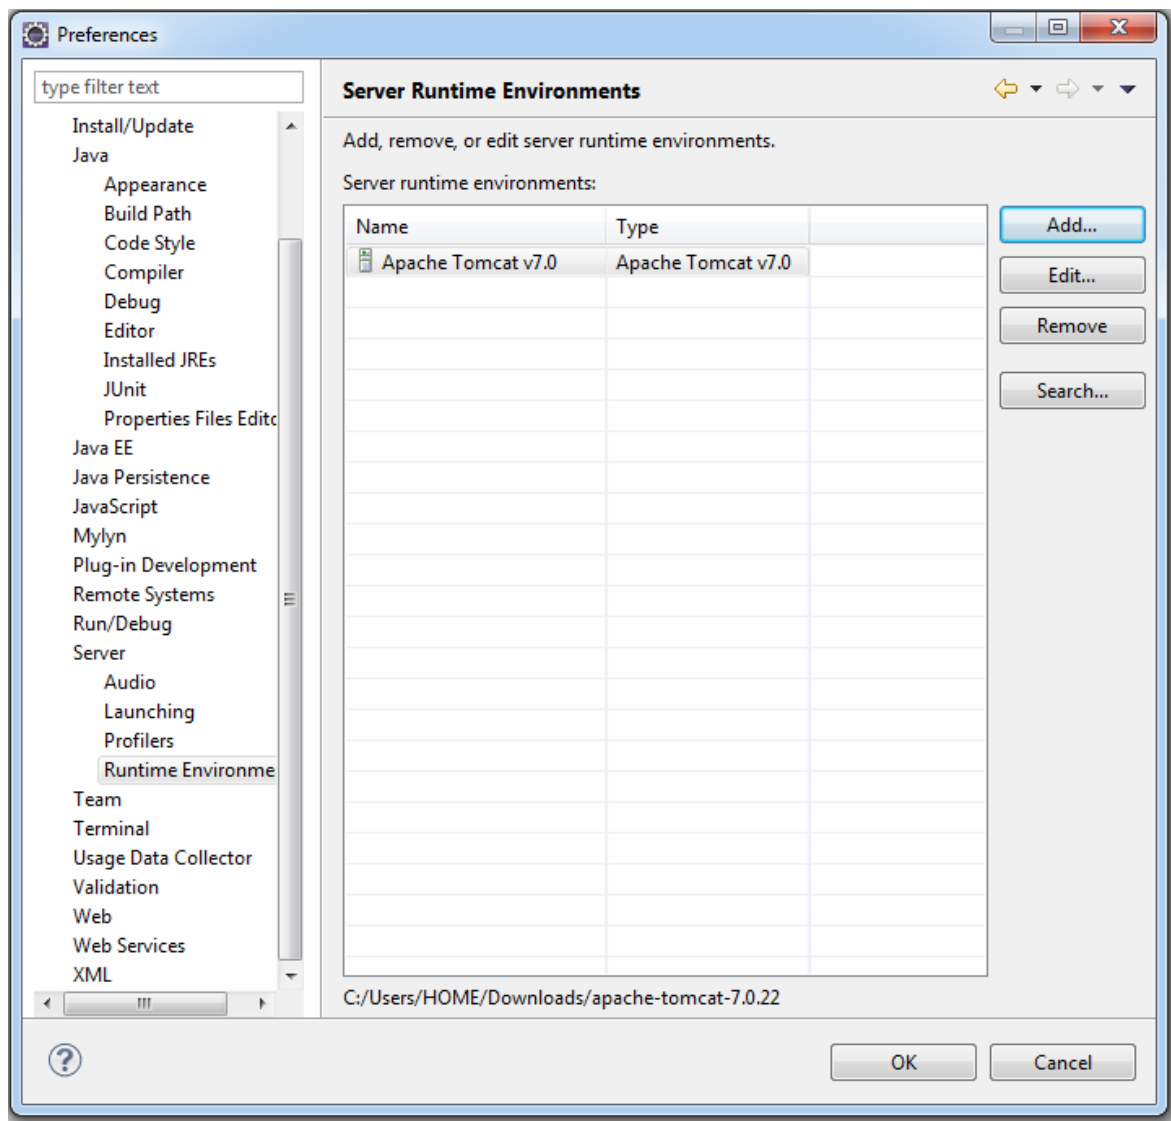 Preferences
type filter text
Install/Update
Java
Appearance
Build Path
Code Style
Compiler
Debug
Editor
Installed JREs
JUnit
Properties Files Edito
Java EE
Java Persistence
JavaScript
Mylyn
Plug-in Development
Remote Systems
Run/Debug
Server
Audio
Launching
Profilers
Runtime Environme
Team
Terminal
Usage Data Collector
Validation
Web
Web Services
XML
Server Runtime Environments
Add, remove, or edit server runtime environments.
Server runtime environments:
Name Type
Apache Tomcat v7.0 Apache Tomcat v7.0
Add...
Edit...
Remove
Search...
C:/Users/HOME/Downloads/apache-tomcat-7.0.22
OK Cancel